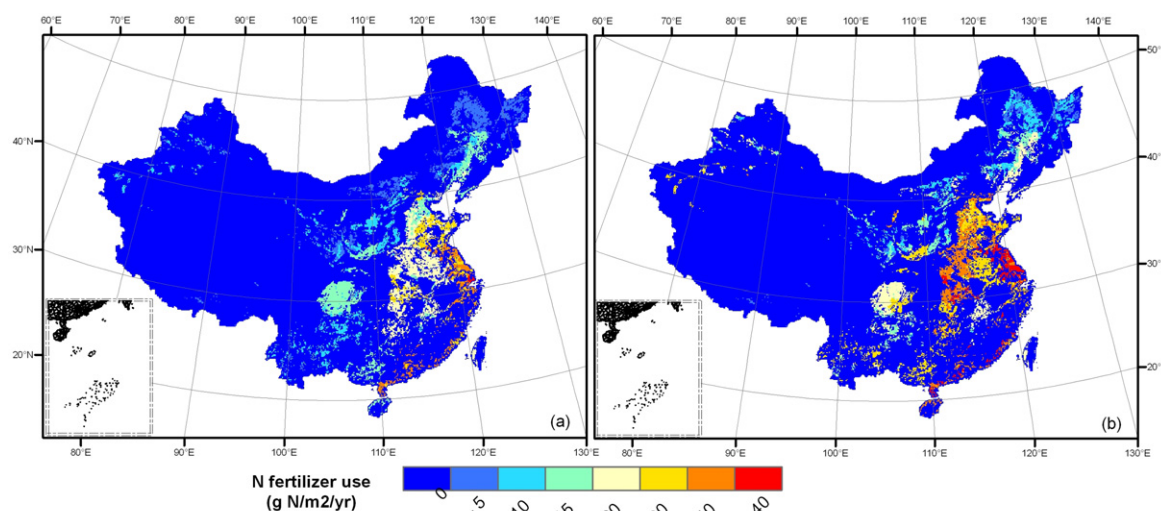 60°E 70°E 80°E 90°E 100°E 110°E 120°E 130°E 140°E 60°E 70°E 80°E 90°E 100°E 110°E 120°E 130°E 140°E
50°
40°N 40°
30°N 30°
20°N 20°
(a) (b)
80°E 90°E 100°E 110°E 120°E 130°E 80°E 90°E 100°E 110°E 120°E 130°E
N fertilizer use
(g N/m2/yr)
0 5 10 40